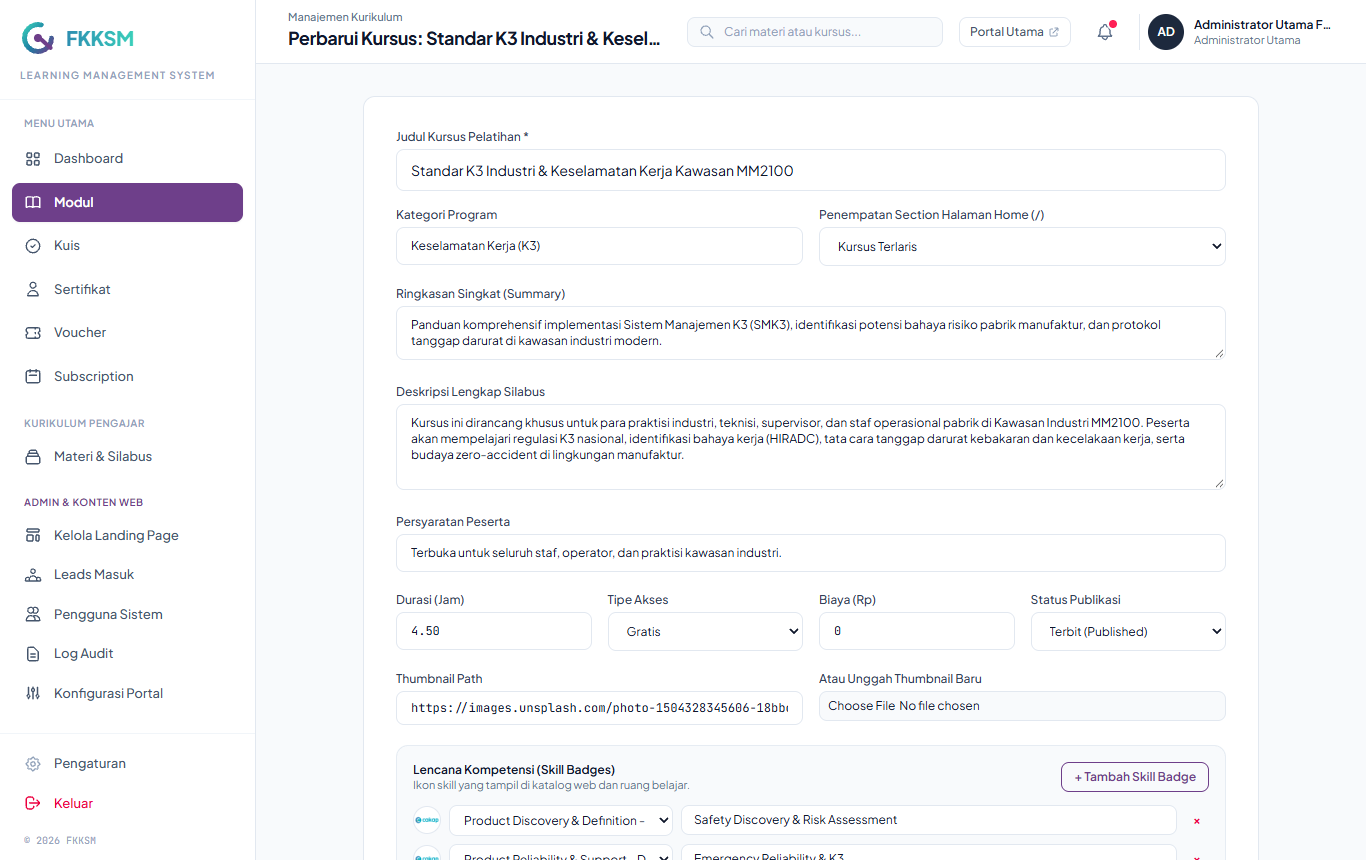 FKKSM
LEARNING MANAGEMENT SYSTEM
MENU UTAMA
Dashboard
Modul
Kuis
Sertifikat
Voucher
Subscription
KURIKULUM PENGAJAR
Materi & Silabus
ADMIN & KONTEN WEB
Kelola Landing Page
Leads Masuk
Pengguna Sistem
Log Audit
Konfigurasi Portal
Pengaturan
Keluar
© 2026 FKKSM
Manajemen Kurikulum
Perbarui Kursus: Standar K3 Industri & Kesel...
Cari materi atau kursus...
Portal Utama
AD
Administrator Utama F...
Administrator Utama
Judul Kursus Pelatihan *
Standar K3 Industri & Keselamatan Kerja Kawasan MM2100
Kategori Program
Penempatan Section Halaman Home (/)
Keselamatan Kerja (K3)
Kursus Terlaris
Ringkasan Singkat (Summary)
Panduan komprehensif implementasi Sistem Manajemen K3 (SMK3), identifikasi potensi bahaya risiko pabrik manufaktur, dan protokol
tanggap darurat di kawasan industri modern.
Deskripsi Lengkap Silabus
Kursus ini dirancang khusus untuk para praktisi industri, teknisi, supervisor, dan staf operasional pabrik di Kawasan Industri MM2100. Peserta
akan mempelajari regulasi K3 nasional, identifikasi bahaya kerja (HIRADC), tata cara tanggap darurat kebakaran dan kecelakaan kerja, serta
budaya zero-accident di lingkungan manufaktur.
Persyaratan Peserta
Terbuka untuk seluruh staf, operator, dan praktisi kawasan industri.
Durasi (Jam)
Tipe Akses
Biaya (Rp)
Status Publikasi
4.50
Gratis
0
Terbit (Published)
Thumbnail Path
Atau Unggah Thumbnail Baru
https://images.unsplash.com/photo-1504328345606-18bbc
Choose File No file chosen
Lencana Kompetensi (Skill Badges)
Ikon skill yang tampil di katalog web dan ruang belajar.
+ Tambah Skill Badge
cakap
Product Discovery & Definition -
Safety Discovery & Risk Assessment
×
cakap
Product Reliability & Support - D
Emergency Reliability & K3
×